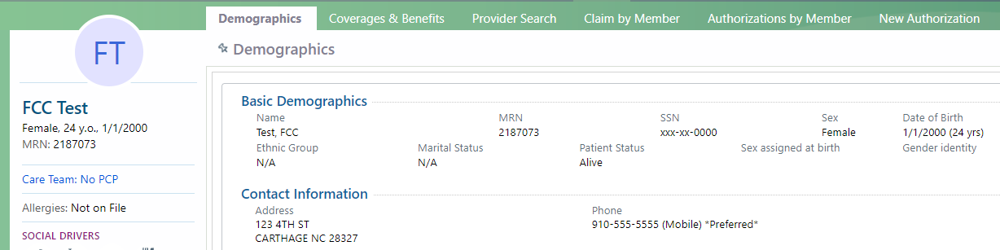 Demographics Coverages & Benefits Provider Search Claim by Member Authorizations by Member New Authorization
Demographics
FT
FCC Test
Female, 24 y.o., 1/1/2000
MRN: 2187073
Care Team: No PCP
Allergies: Not on File
SOCIAL DRIVERS
Basic Demographics
Name MRN SSN Sex Date of Birth
Test, FCC 2187073 xxx-xx-0000 Female 1/1/2000 (24 yrs)
Ethnic Group Marital Status Patient Status Sex assigned at birth Gender identity
N/A N/A Alive
Contact Information
Address Phone
123 4TH ST 910-555-5555 (Mobile) *Preferred*
CARTHAGE NC 28327